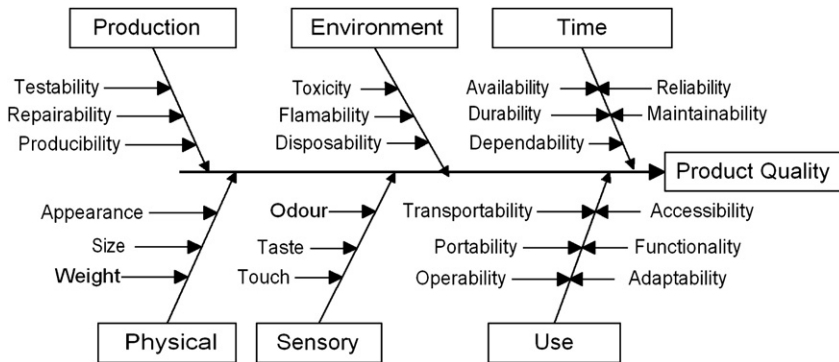 Production
Environment
Time
Testability
Toxicity
Availability
Reliability
Repairability
Flamability
Durability
Maintainability
Producibility
Disposability
Dependability
Product Quality
Appearance
Odour
Transportability
Accessibility
Size
Taste
Portability
Functionality
Weight
Touch
Operability
Adaptability
Physical
Sensory
Use